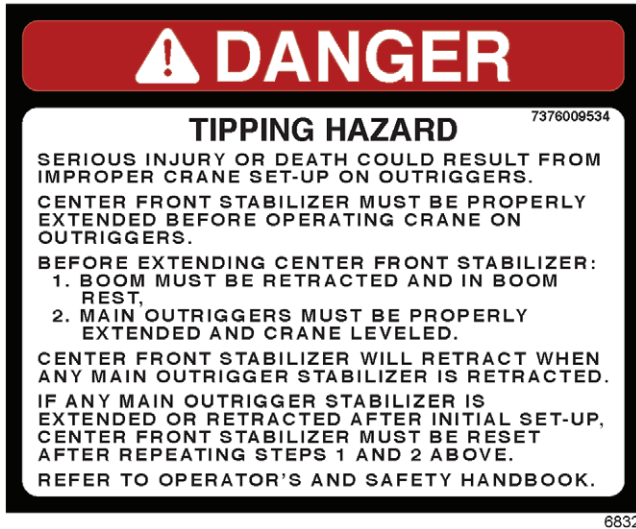 DANGER
7376009534
TIPPING HAZARD
SERIOUS INJURY OR DEATH COULD RESULT FROM
IMPROPER CRANE SET-UP ON OUTRIGGERS.
CENTER FRONT STABILIZER MUST BE PROPERLY
EXTENDED BEFORE OPERATING CRANE ON
OUTRIGGERS.
BEFORE EXTENDING CENTER FRONT STABILIZER:
1. BOOM MUST BE RETRACTED AND IN BOOM
REST,
2. MAIN OUTRIGGERS MUST BE PROPERLY
EXTENDED AND CRANE LEVELED.
CENTER FRONT STABILIZER WILL RETRACT WHEN
ANY MAIN OUTRIGGER STABILIZER IS RETRACTED.
IF ANY MAIN OUTRIGGER STABILIZER IS
EXTENDED OR RETRACTED AFTER INITIAL SET-UP,
CENTER FRONT STABILIZER MUST BE RESET
AFTER REPEATING STEPS 1 AND 2 ABOVE.
REFER TO OPERATOR'S AND SAFETY HANDBOOK.
6832